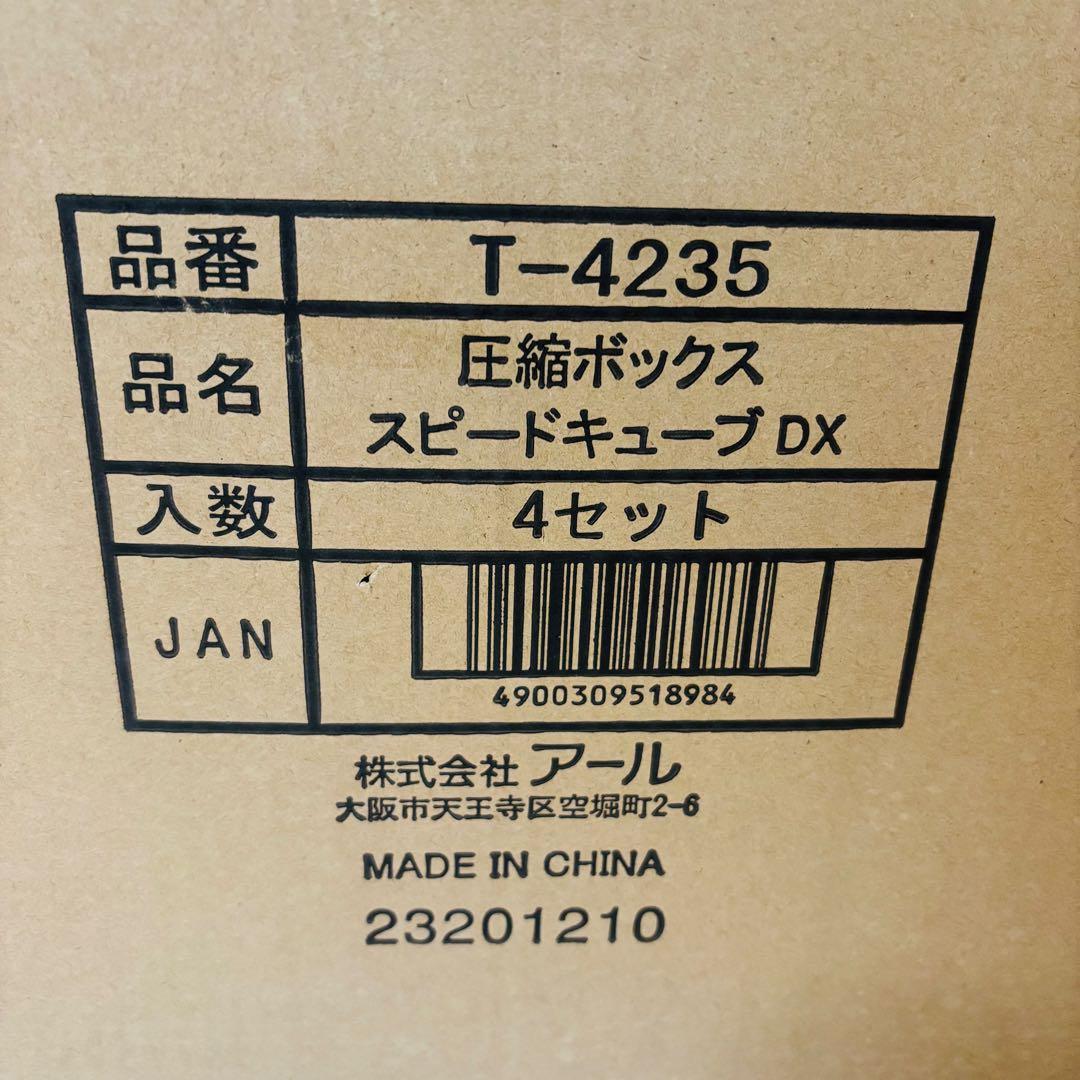 品番 T-4235
品名 圧縮ボックス
スピードキューブDX
入数 4セット
JAN
4900309518984
株式会社 アール
大阪市天王寺区空堀町2-6
MADE IN CHINA
23201210